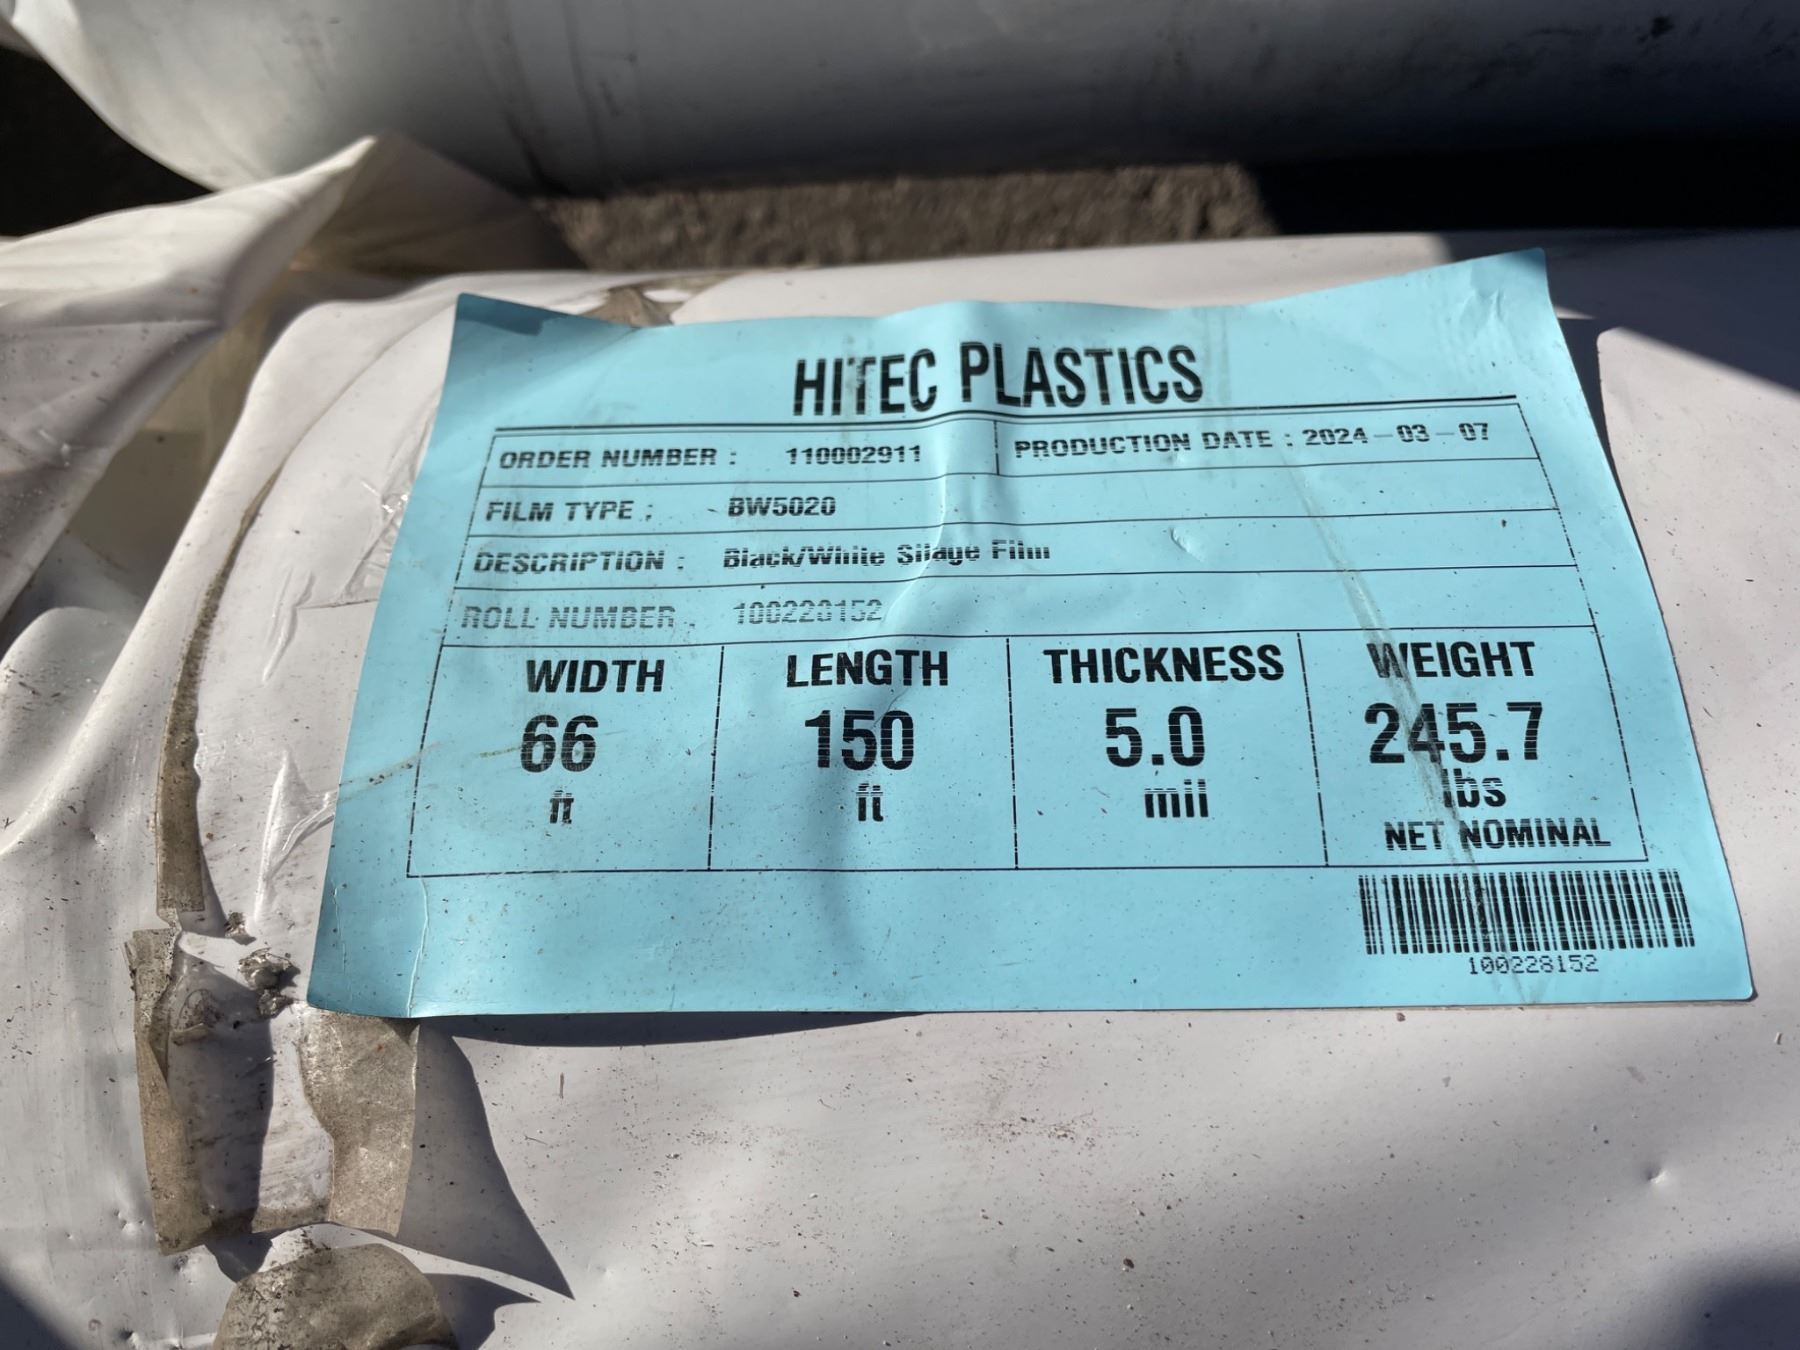 HITEC PLASTICS
ORDER NUMBER : 110002911 PRODUCTION DATE : 2024-03-07
FILM TYPE : BW5020
DESCRIPTION : Black/White Silage Film
ROLL NUMBER : 100228152
WIDTH LENGTH THICKNESS WEIGHT
66 150 5.0 245.7
ft ft mil lbs
NET NOMINAL
100228152